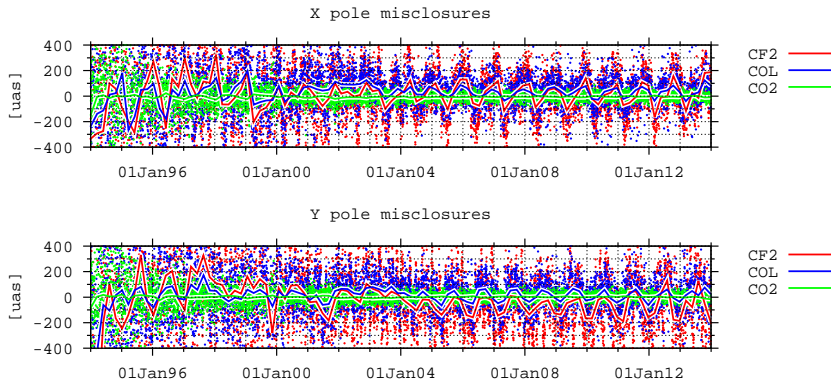 X pole misclosures
400
200
0
-200
-400
[uas]
01Jan96 01Jan00 01Jan04 01Jan08 01Jan12
CF2
COL
CO2
Y pole misclosures
400
200
0
-200
-400
[uas]
01Jan96 01Jan00 01Jan04 01Jan08 01Jan12
CF2
COL
CO2